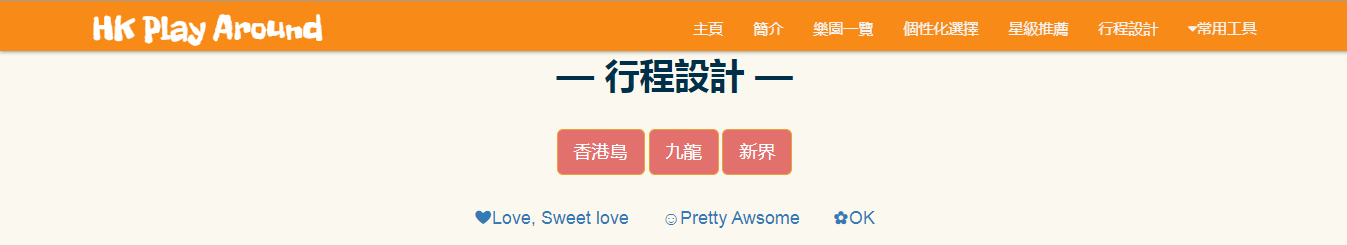 HK Play Around 主頁 簡介 樂園一覽 個性化選擇 星級推薦 行程設計 常用工具
— 行程設計 —
香港島 九龍 新界
❤Love, Sweet love ☺Pretty Awsome ✿OK